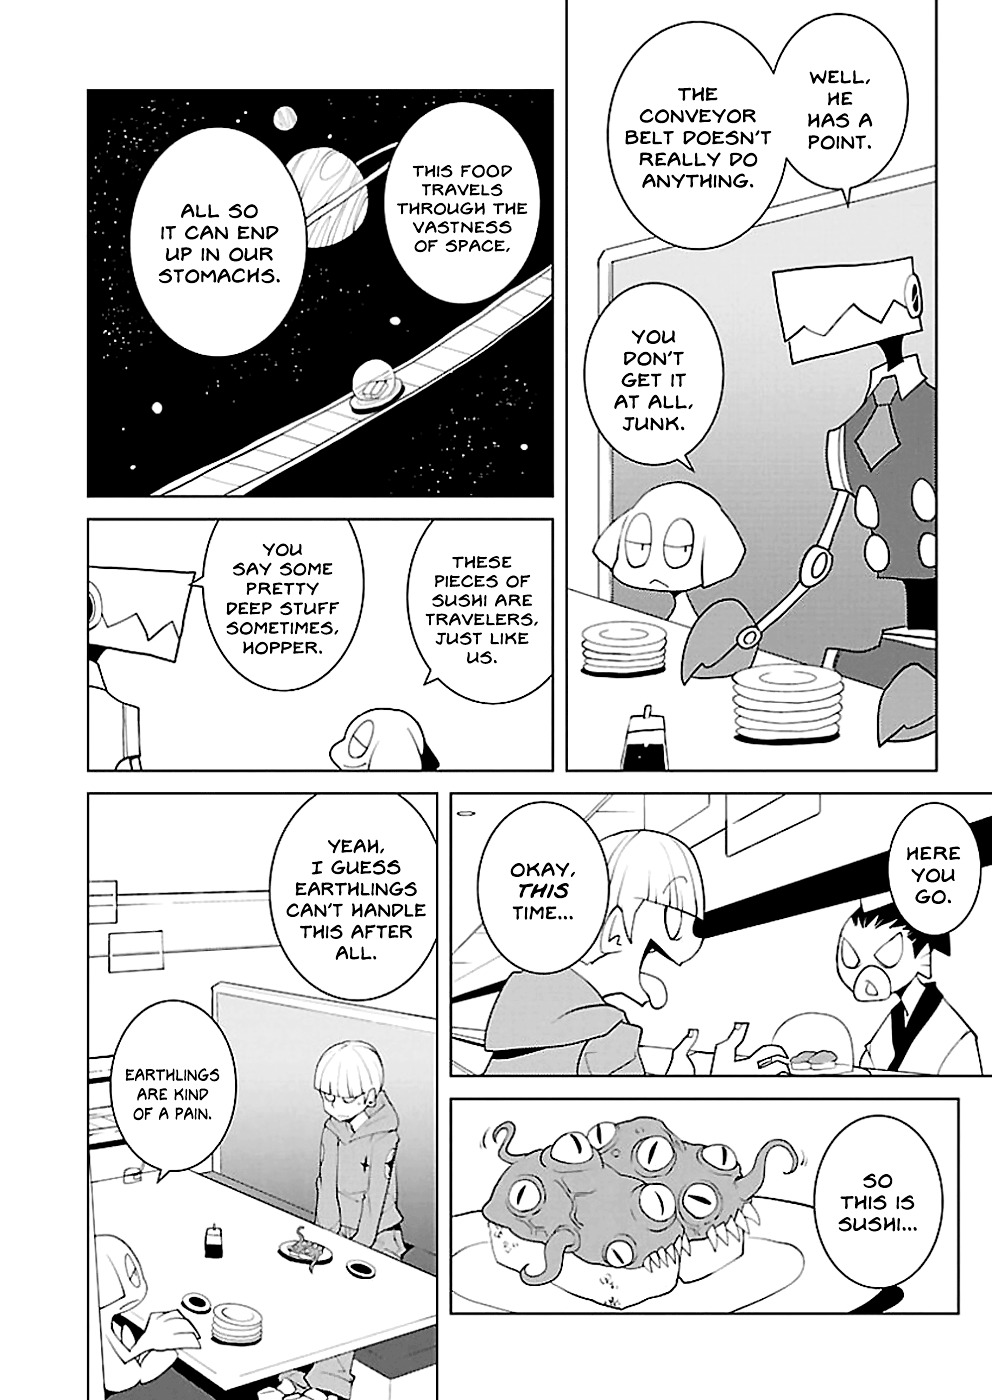 WELL,
HE
HAS A
POINT.
THE
CONVEYOR
BELT DOESN'T
REALLY DO
ANYTHING.
YOU
DON'T
GET IT
AT ALL,
JUNK.
THIS FOOD
TRAVELS
THROUGH THE
VASTNESS
OF SPACE,
ALL SO
IT CAN END
UP IN OUR
STOMACHS.
THESE
PIECES OF
SUSHI ARE
TRAVELERS,
JUST LIKE
US.
YOU
SAY SOME
PRETTY
DEEP STUFF
SOMETIMES,
HOPPER.
HERE
YOU
GO.
OKAY,
THIS
TIME...
SO
THIS IS
SUSHI...
YEAH,
I GUESS
EARTHLINGS
CAN'T HANDLE
THIS AFTER
ALL.
EARTHLINGS
ARE KIND
OF A PAIN.